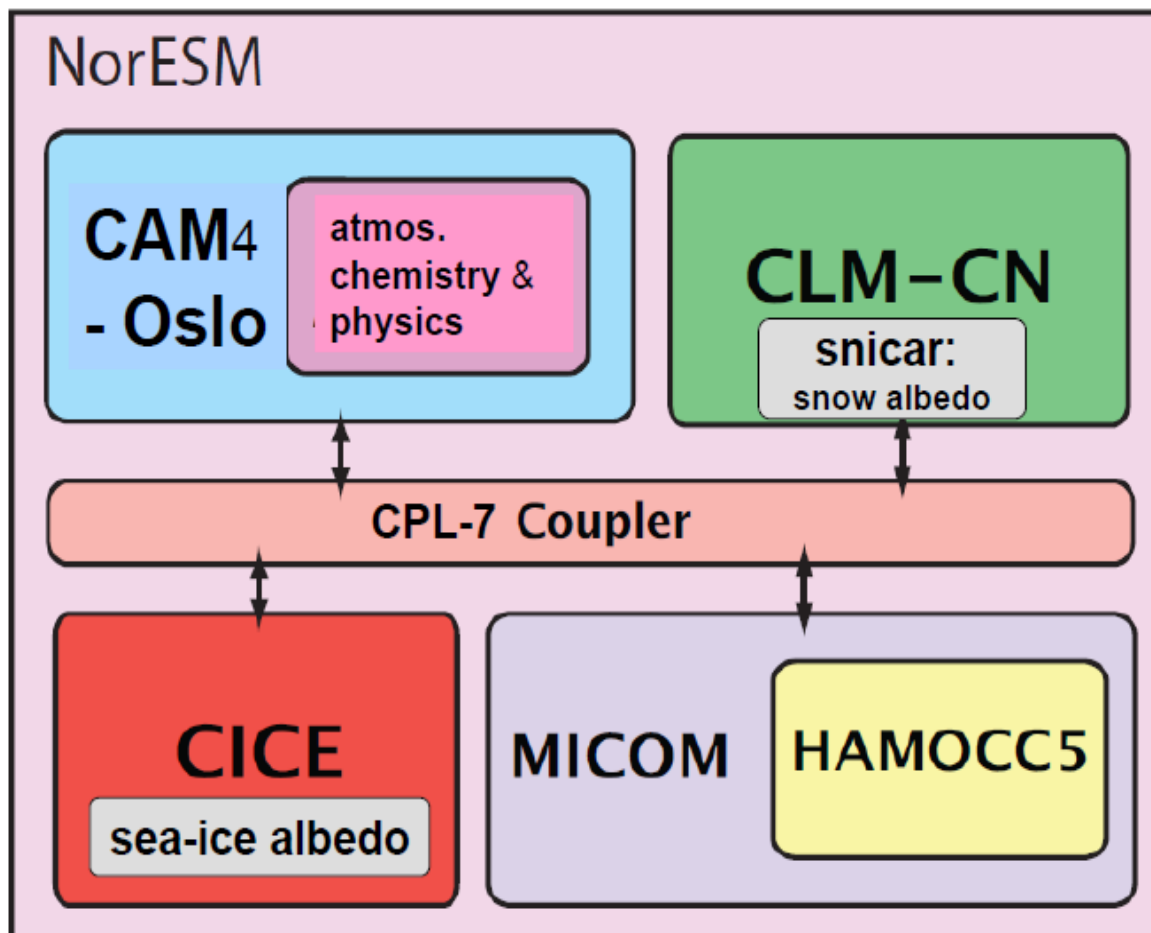 NorESM
CAM4
- Oslo
atmos.
chemistry &
physics
CLM-CN
snicar:
snow albedo
CPL-7 Coupler
CICE
sea-ice albedo
MICOM
HAMOCC5